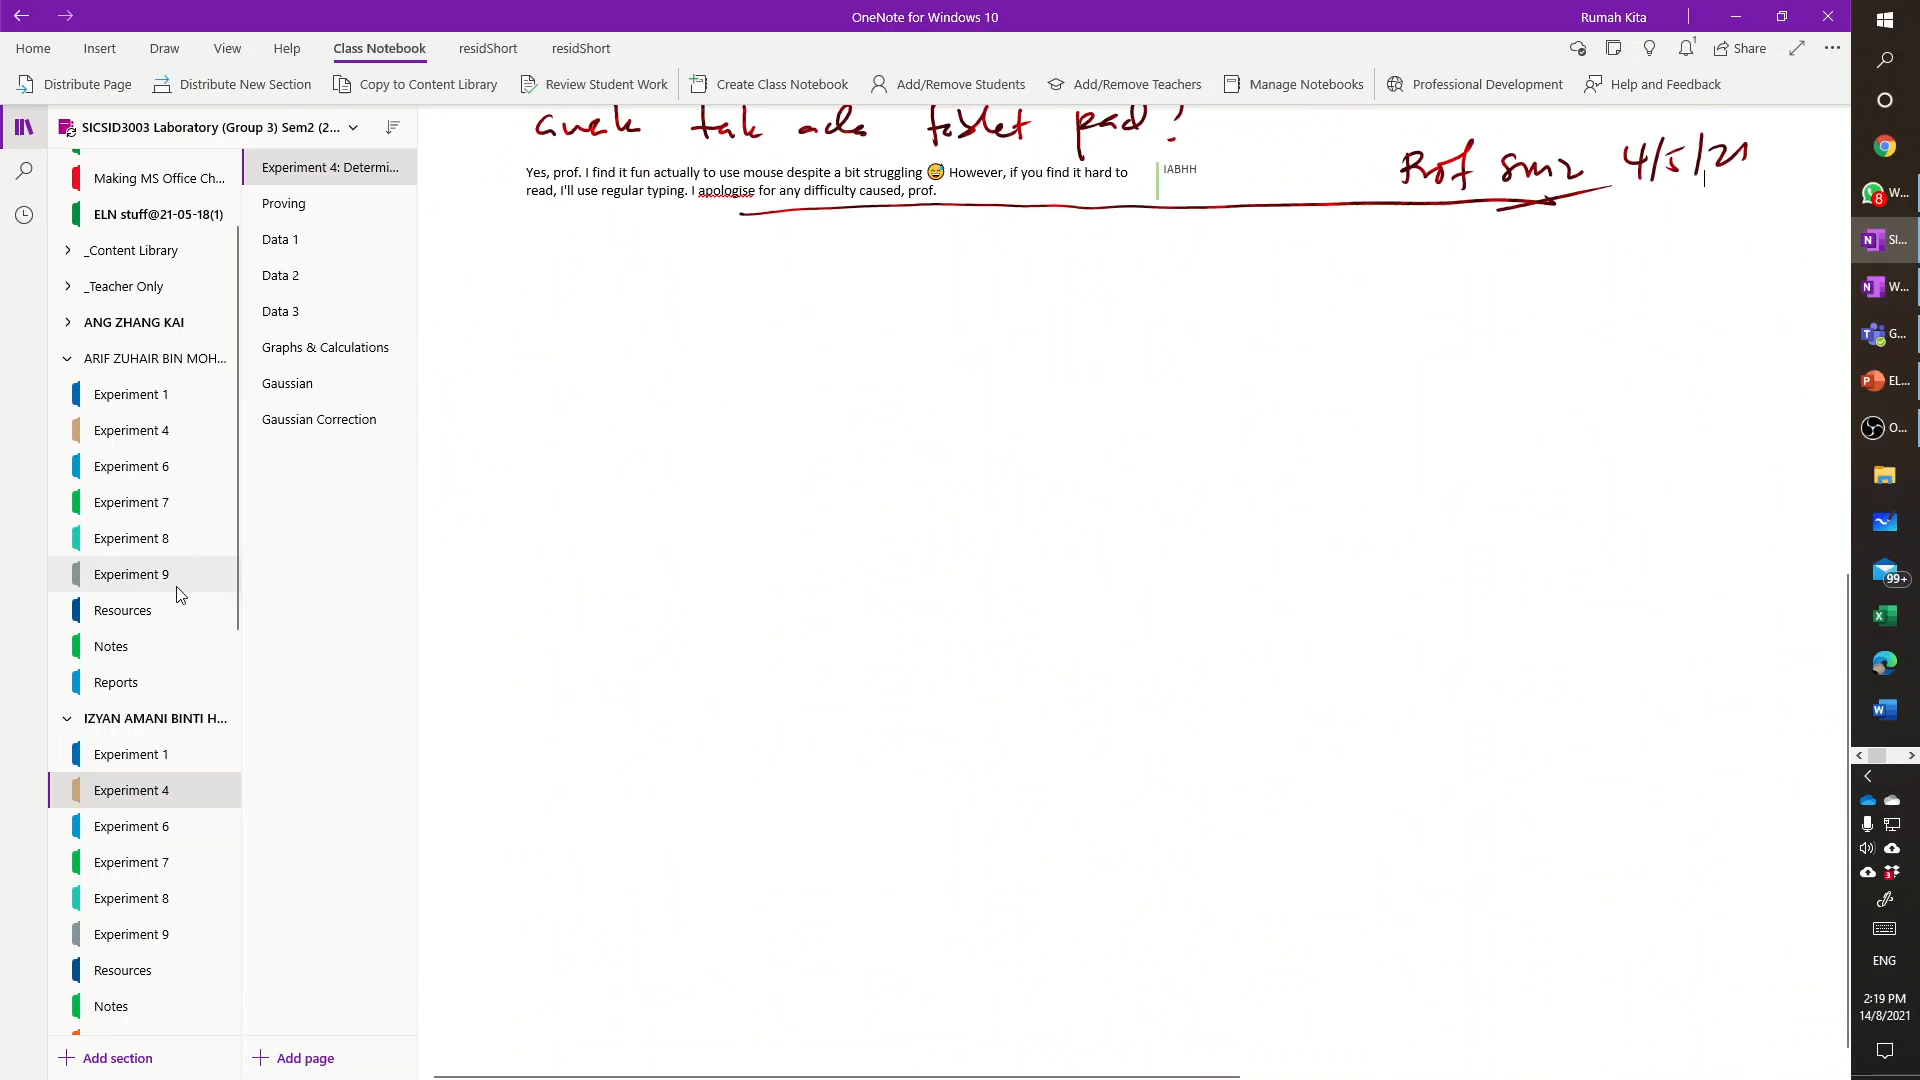 OneNote for Windows 10
Rumah Kita
Home Insert Draw View Help Class Notebook residShort residShort
1 Share
Distribute Page Distribute New Section Copy to Content Library Review Student Work Create Class Notebook Add/Remove Students Add/Remove Teachers Manage Notebooks Professional Development Help and Feedback
SICSID3003 Laboratory (Group 3) Sem2 (2...
Making MS Office Ch...
ELN stuff@21-05-18(1)
_Content Library
_Teacher Only
ANG ZHANG KAI
ARIF ZUHAIR BIN MOH...
Experiment 1
Experiment 4
Experiment 6
Experiment 7
Experiment 8
Experiment 9
Resources
Notes
Reports
IZYAN AMANI BINTI H...
Experiment 1
Experiment 4
Experiment 6
Experiment 7
Experiment 8
Experiment 9
Resources
Notes
Add section
Experiment 4: Determi...
Proving
Data 1
Data 2
Data 3
Graphs & Calculations
Gaussian
Gaussian Correction
Add page
awak tak ada tablet pad?
Yes, prof. I find it fun actually to use mouse despite a bit struggling 😅 However, if you find it hard to
read, I'll use regular typing. I apologise for any difficulty caused, prof.
IABHH
Prof 4/5/21
8 W...
SI...
W...
G...
EL...
O...
99+
ENG
2:19 PM
14/8/2021